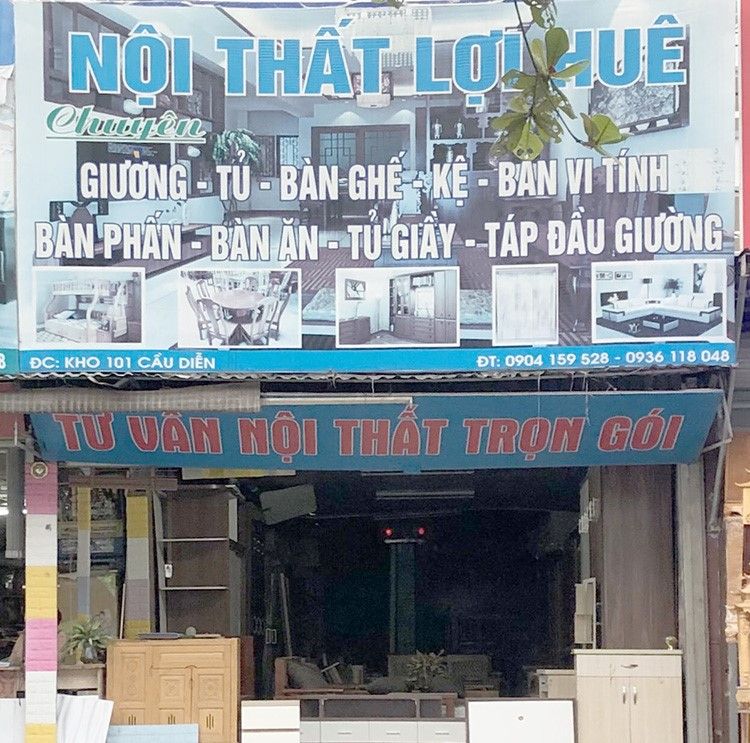 NỘI THẤT LỢI HUÊ
Chuyên
GIƯỜNG - TỦ - BÀN GHẾ - KỆ - BÀN VI TÍNH
BÀN PHẤN - BÀN ĂN - TỦ GIẦY - TÁP ĐẦU GIƯỜNG
ĐC: KHO 101 CẦU DIỄN
ĐT: 0904 159 528 - 0936 118 048
TƯ VẤN NỘI THẤT TRỌN GÓI